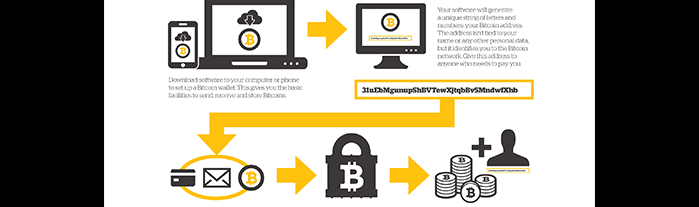 Your software will generate
a unique string of letters and
numbers: your Bitcoin address.
The address isn't tied to your
name or any other personal data,
but it identifies you to the Bitcoin
network. Give this address to
anyone who needs to pay you
Download software to your computer or phone
to set up a Bitcoin wallet. This gives you the basic
facilities to send, receive and store Bitcoins
31uEbMgunupShBVTewXjtqbBv5MndwfXhb